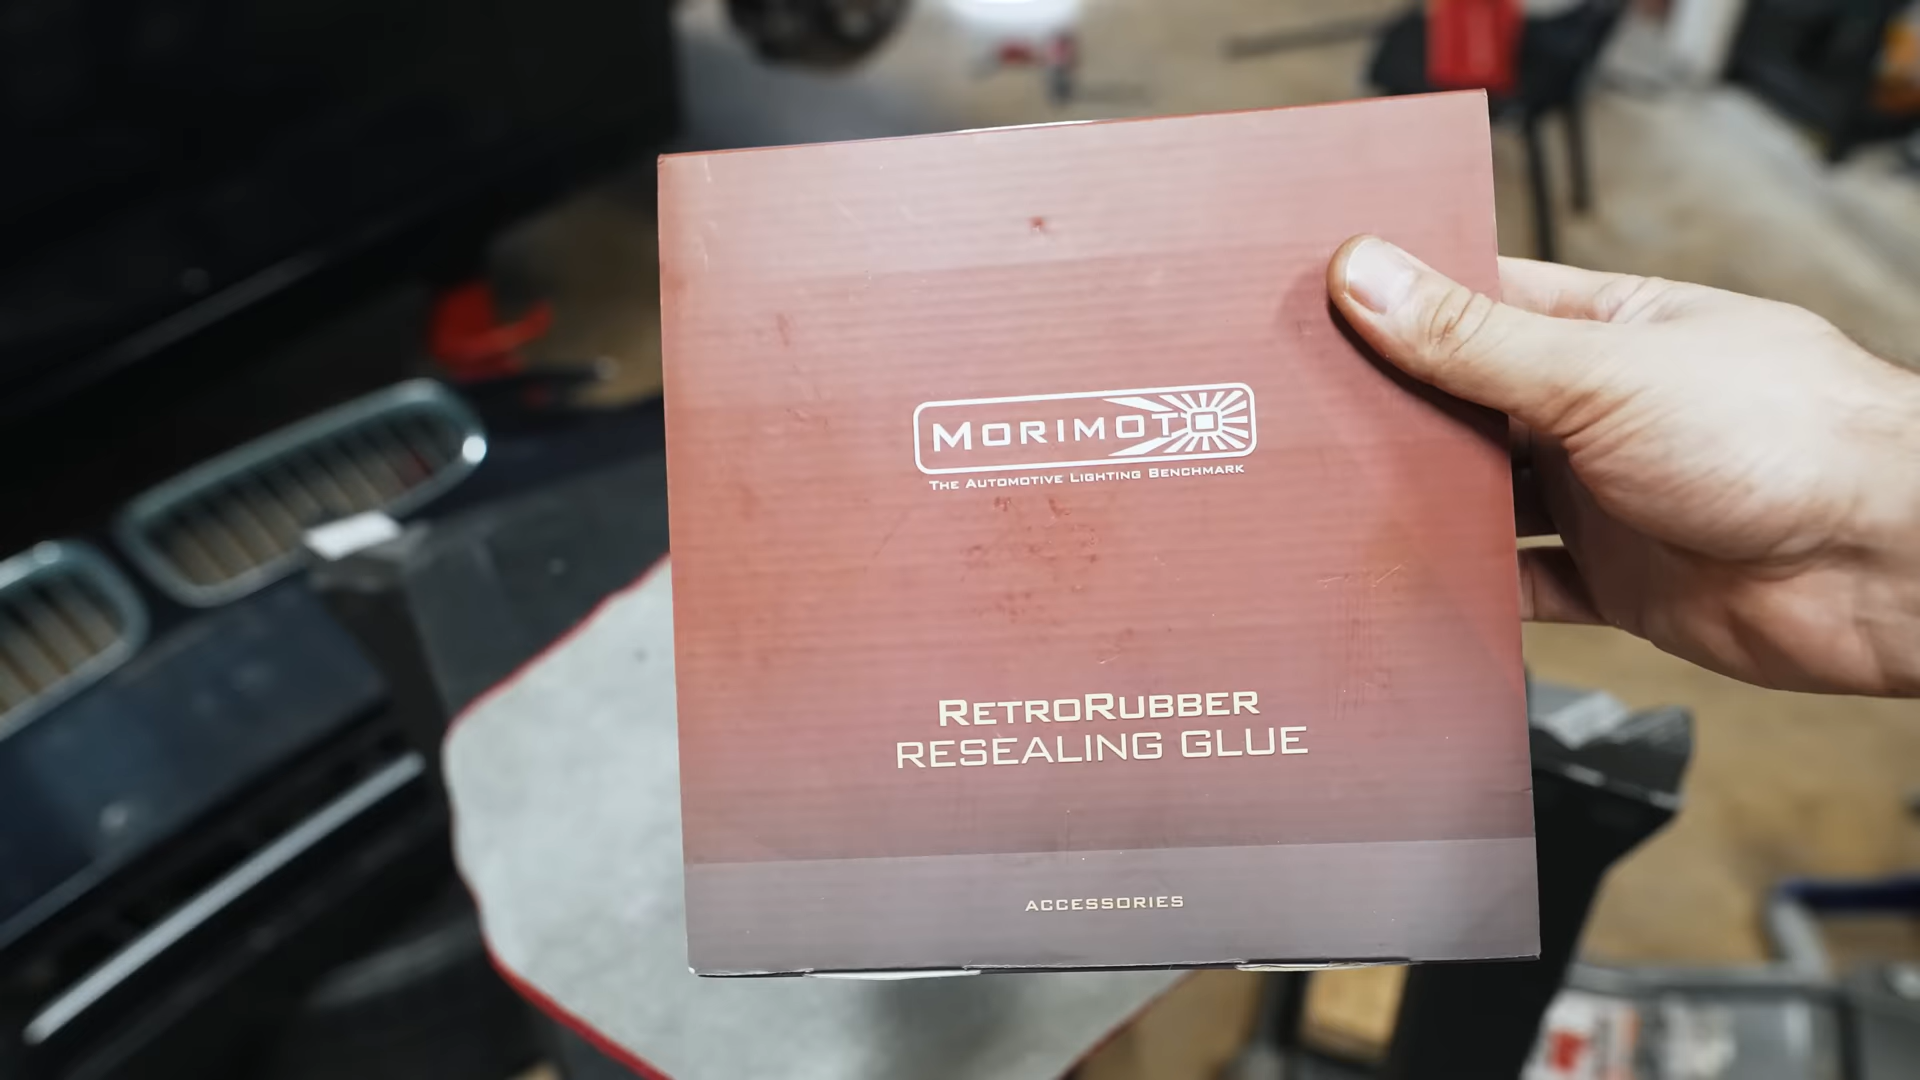 MORIMOTO
THE AUTOMOTIVE LIGHTING BENCHMARK
RETRORUBBER
RESEALING GLUE
ACCESSORIES